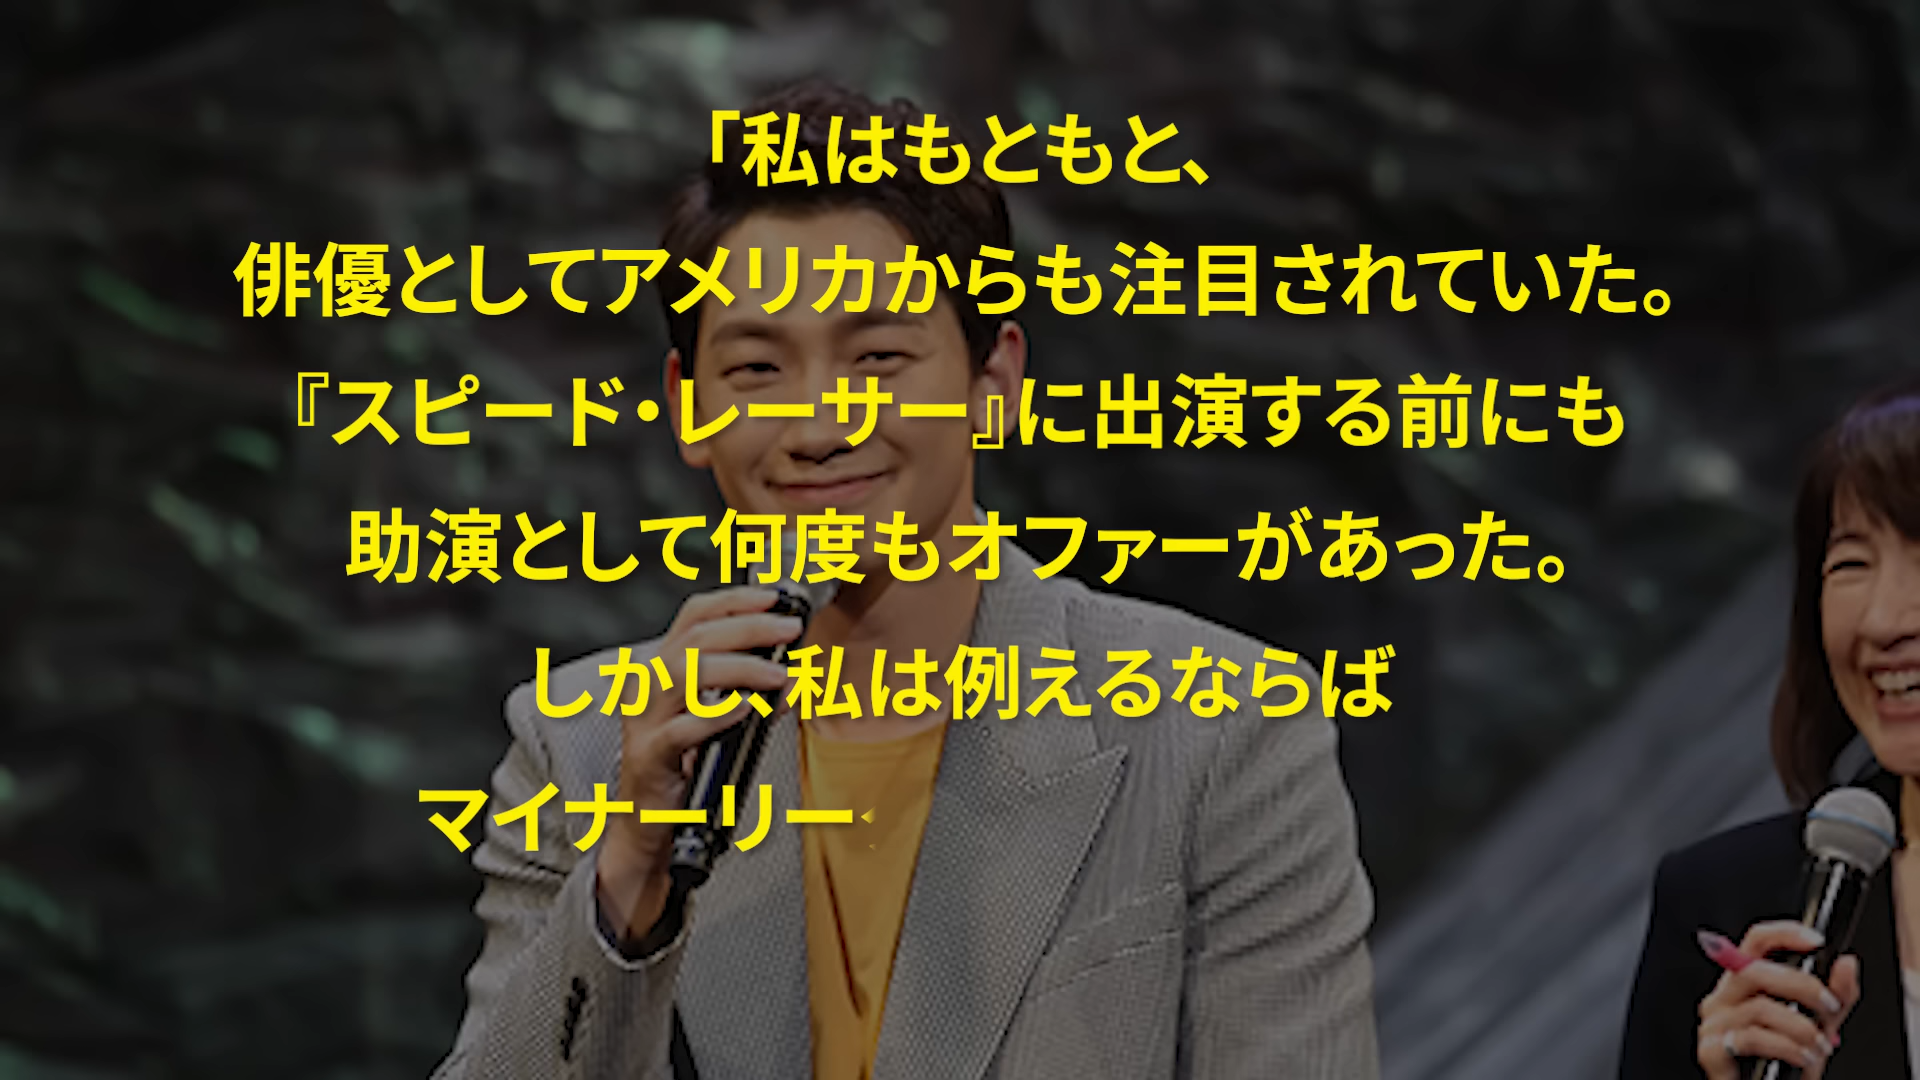 「私はもともと、
俳優としてアメリカからも注目されていた。
『スピード・レーサー』に出演する前にも
助演として何度もオファーがあった。
しかし、私は例えるならば
マイナーリー